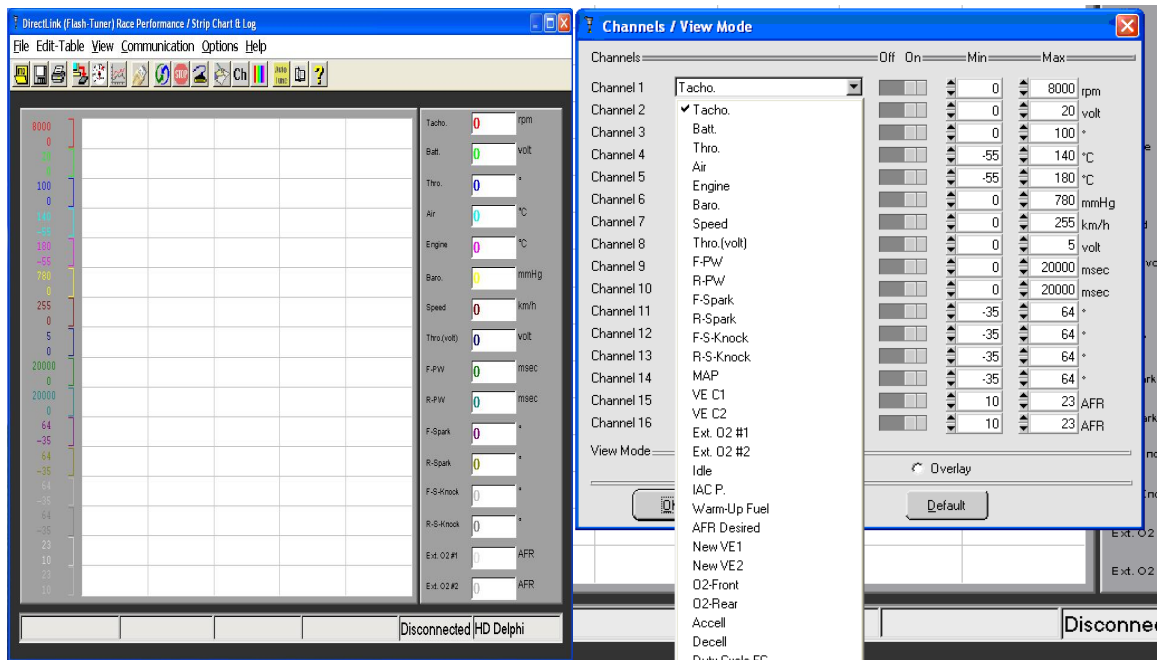 DirectLink (Flash-Tuner) Race Performance / Strip Chart & Log
File Edit-Table View Communication Options Help
STOP Ch Auto Tune ?
8000
0
20
0
100
0
140
-55
180
-55
780
0
255
0
5
0
20000
0
20000
0
64
-35
64
-35
64
-35
64
-35
23
10
23
10
Tacho. 0 rpm
Batt. 0 volt
Thro. 0 °
Air 0 °C
Engine 0 °C
Baro. 0 mmHg
Speed 0 km/h
Thro.(volt) 0 volt
F-PW 0 msec
R-PW 0 msec
F-Spark 0 °
R-Spark 0 °
F-S-Knock 0 °
R-S-Knock 0 °
Ext. O2 #1 0 AFR
Ext. O2 #2 0 AFR
Disconnected HD Delphi
Channels / View Mode
Channels Off On Min Max
Channel 1 Tacho. 0 8000 rpm
Channel 2 0 20 volt
Channel 3 0 100 °
Channel 4 -55 140 °C
Channel 5 -55 180 °C
Channel 6 0 780 mmHg
Channel 7 0 255 km/h
Channel 8 0 5 volt
Channel 9 0 20000 msec
Channel 10 0 20000 msec
Channel 11 -35 64 °
Channel 12 -35 64 °
Channel 13 -35 64 °
Channel 14 -35 64 °
Channel 15 10 23 AFR
Channel 16 10 23 AFR
✔ Tacho.
Batt.
Thro.
Air
Engine
Baro.
Speed
Thro.(volt)
F-PW
R-PW
F-Spark
R-Spark
F-S-Knock
R-S-Knock
MAP
VE C1
VE C2
Ext. O2 #1
Ext. O2 #2
Idle
IAC P.
Warm-Up Fuel
AFR Desired
New VE1
New VE2
O2-Front
O2-Rear
Accell
Decell
Duty Cycle FC
View Mode Overlay
Default
Ext. O2
Ext. O2
Disconne